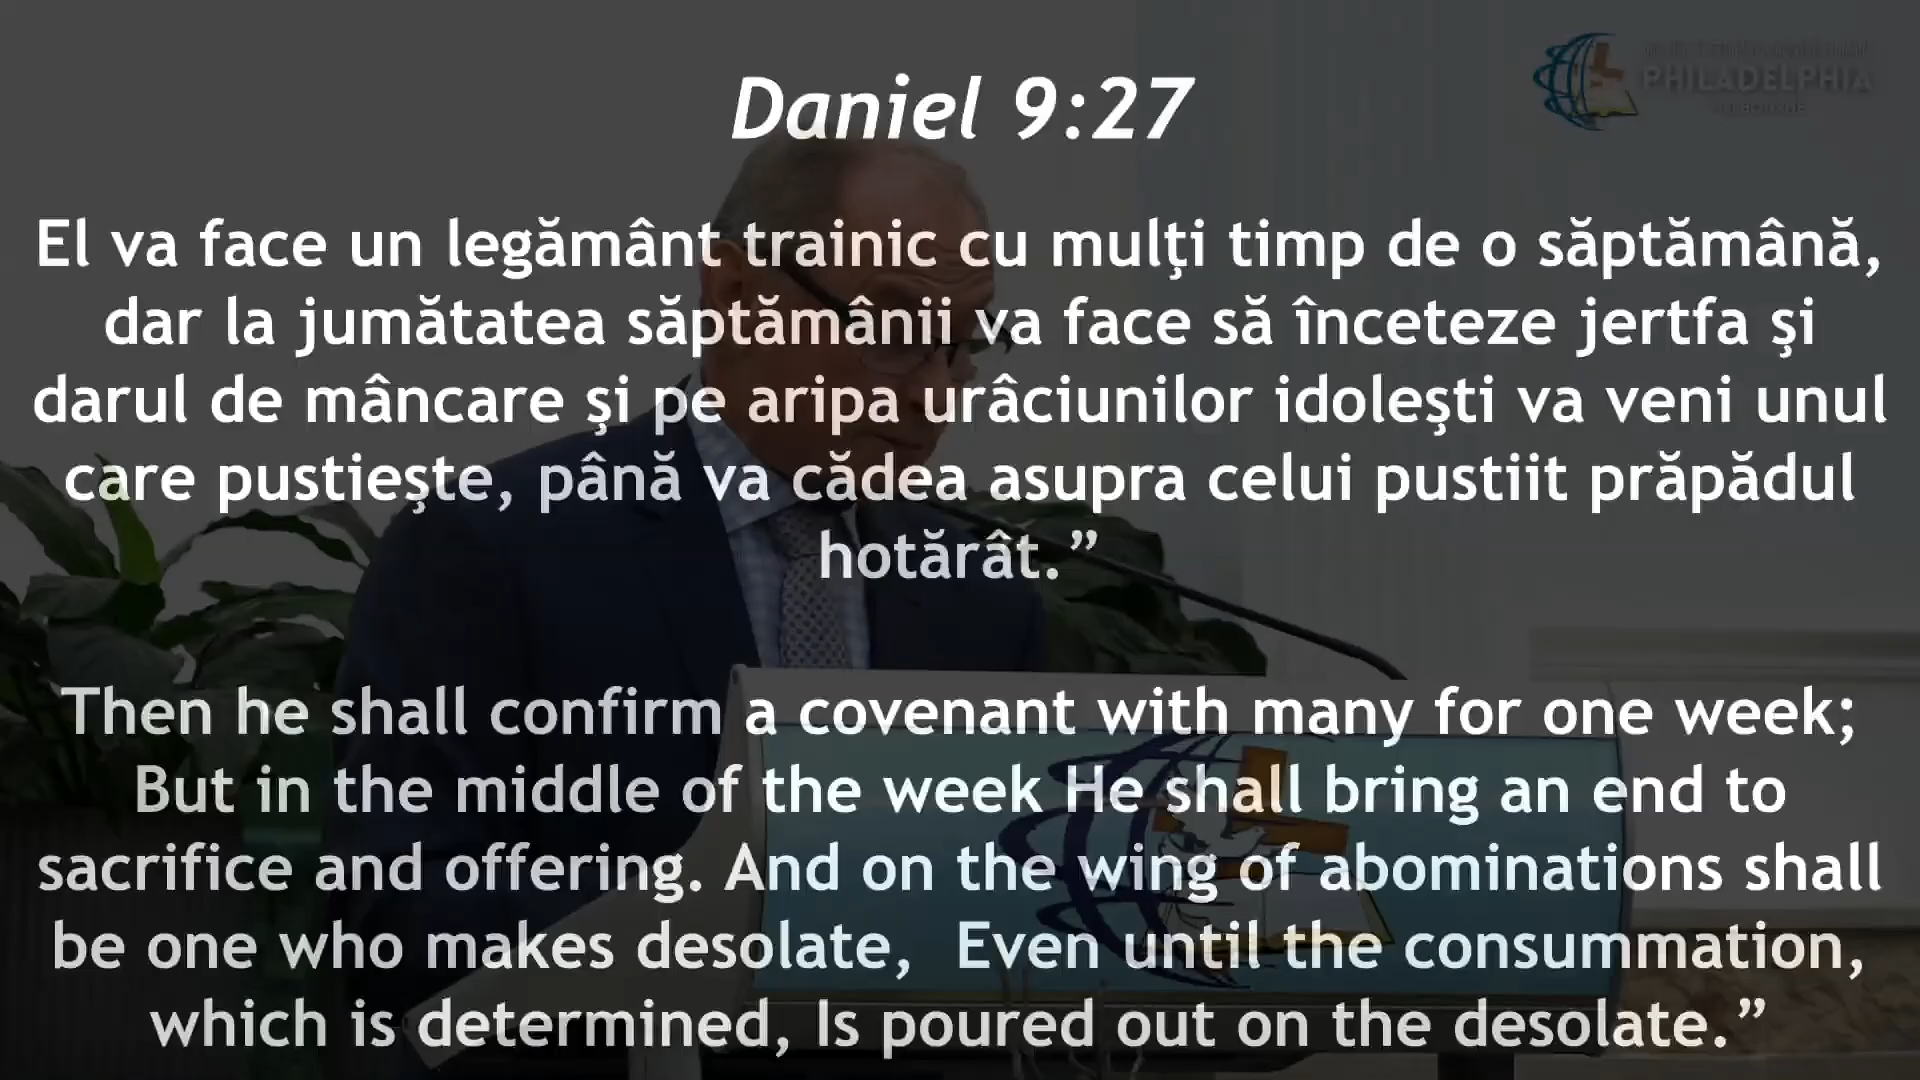 PHILADELPHIA
Daniel 9:27
El va face un legământ trainic cu mulţi timp de o săptămână,
dar la jumătatea săptămânii va face să înceteze jertfa şi
darul de mâncare şi pe aripa urâciunilor idoleşti va veni unul
care pustieşte, până va cădea asupra celui pustiit prăpădul
hotărât.”
Then he shall confirm a covenant with many for one week;
But in the middle of the week He shall bring an end to
sacrifice and offering. And on the wing of abominations shall
be one who makes desolate,  Even until the consummation,
which is determined, Is poured out on the desolate.”